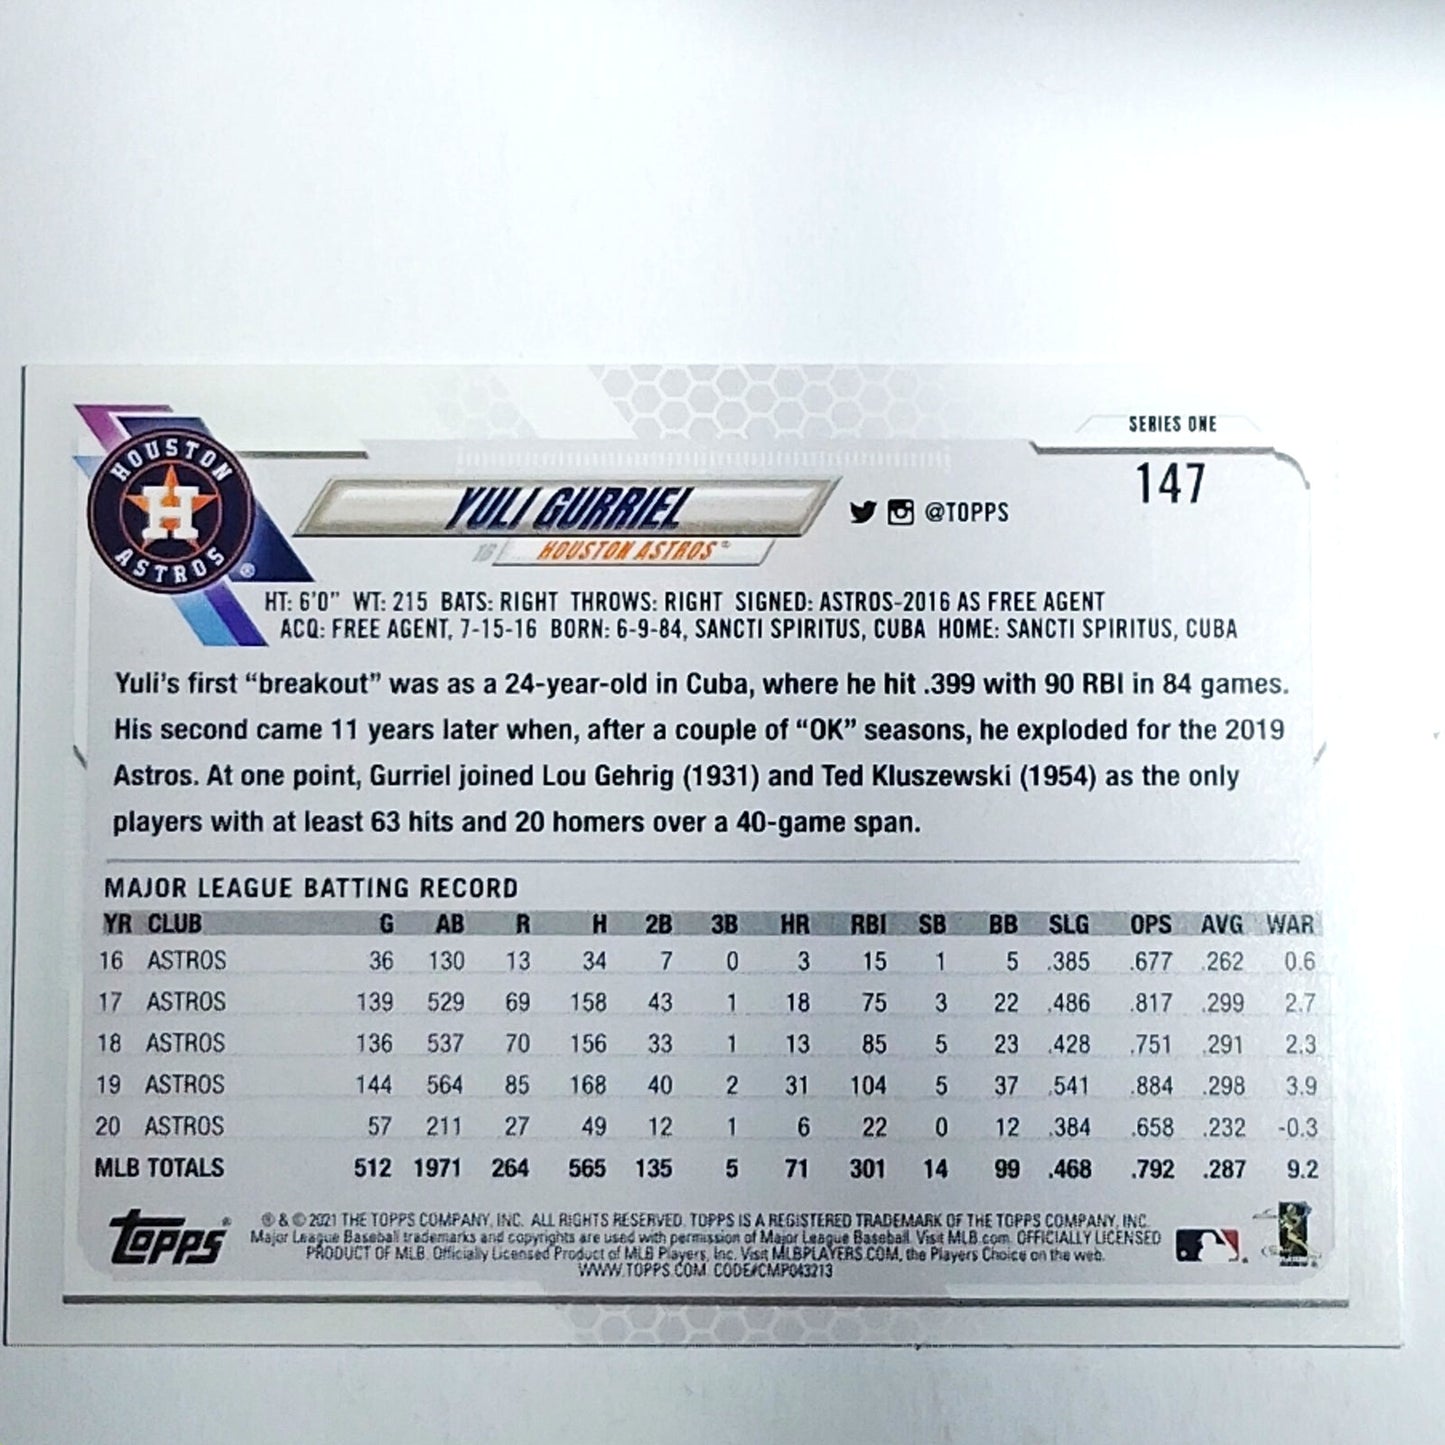 SERIES ONE
147
HOUSTON
H
ASTROS
®
YULI GURRIEL
@TOPPS
1B HOUSTON ASTROS®
HT: 6'0" WT: 215 BATS: RIGHT THROWS: RIGHT SIGNED: ASTROS-2016 AS FREE AGENT
ACQ: FREE AGENT, 7-15-16 BORN: 6-9-84, SANCTI SPIRITUS, CUBA HOME: SANCTI SPIRITUS, CUBA
Yuli's first “breakout” was as a 24-year-old in Cuba, where he hit .399 with 90 RBI in 84 games.
His second came 11 years later when, after a couple of “OK” seasons, he exploded for the 2019
Astros. At one point, Gurriel joined Lou Gehrig (1931) and Ted Kluszewski (1954) as the only
players with at least 63 hits and 20 homers over a 40-game span.
MAJOR LEAGUE BATTING RECORD
YR CLUB G AB R H 2B 3B HR RBI SB BB SLG OPS AVG WAR
16 ASTROS 36 130 13 34 7 0 3 15 1 5 .385 .677 .262 0.6
17 ASTROS 139 529 69 158 43 1 18 75 3 22 .486 .817 .299 2.7
18 ASTROS 136 537 70 156 33 1 13 85 5 23 .428 .751 .291 2.3
19 ASTROS 144 564 85 168 40 2 31 104 5 37 .541 .884 .298 3.9
20 ASTROS 57 211 27 49 12 1 6 22 0 12 .384 .658 .232 -0.3
MLB TOTALS 512 1971 264 565 135 5 71 301 14 99 .468 .792 .287 9.2
topps®
® & © 2021 THE TOPPS COMPANY, INC. ALL RIGHTS RESERVED. TOPPS IS A REGISTERED TRADEMARK OF THE TOPPS COMPANY, INC.
Major League Baseball trademarks and copyrights are used with permission of Major League Baseball. Visit MLB.com. OFFICIALLY LICENSED
PRODUCT OF MLB. Officially Licensed Product of MLB Players, Inc. Visit MLBPLAYERS.COM, the Players Choice on the web.
WWW.TOPPS.COM CODE#CMP043213